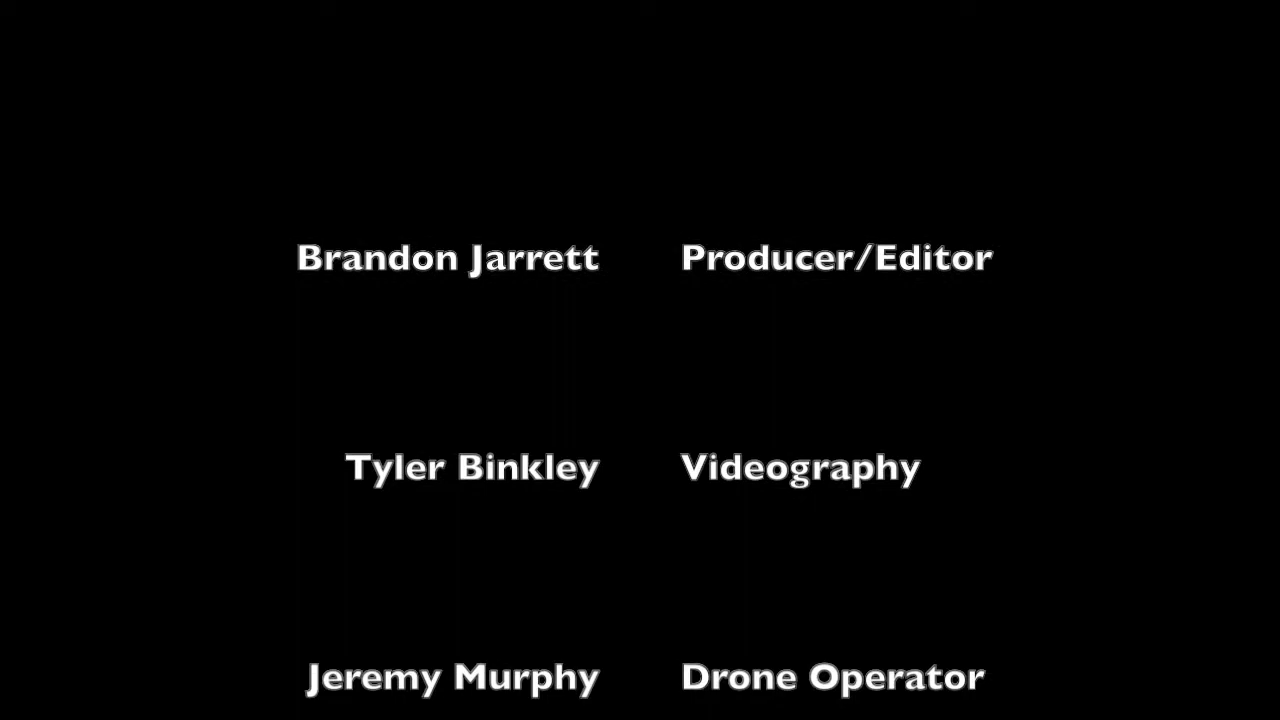 Brandon Jarrett Producer/Editor
Tyler Binkley Videography
Jeremy Murphy Drone Operator